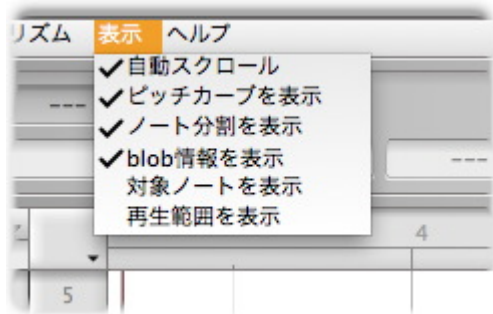 リズム 表示 ヘルプ
✓自動スクロール
✓ピッチカーブを表示
--- ✓ノート分割を表示
✓blob情報を表示 ---
対象ノートを表示
再生範囲を表示
4
5